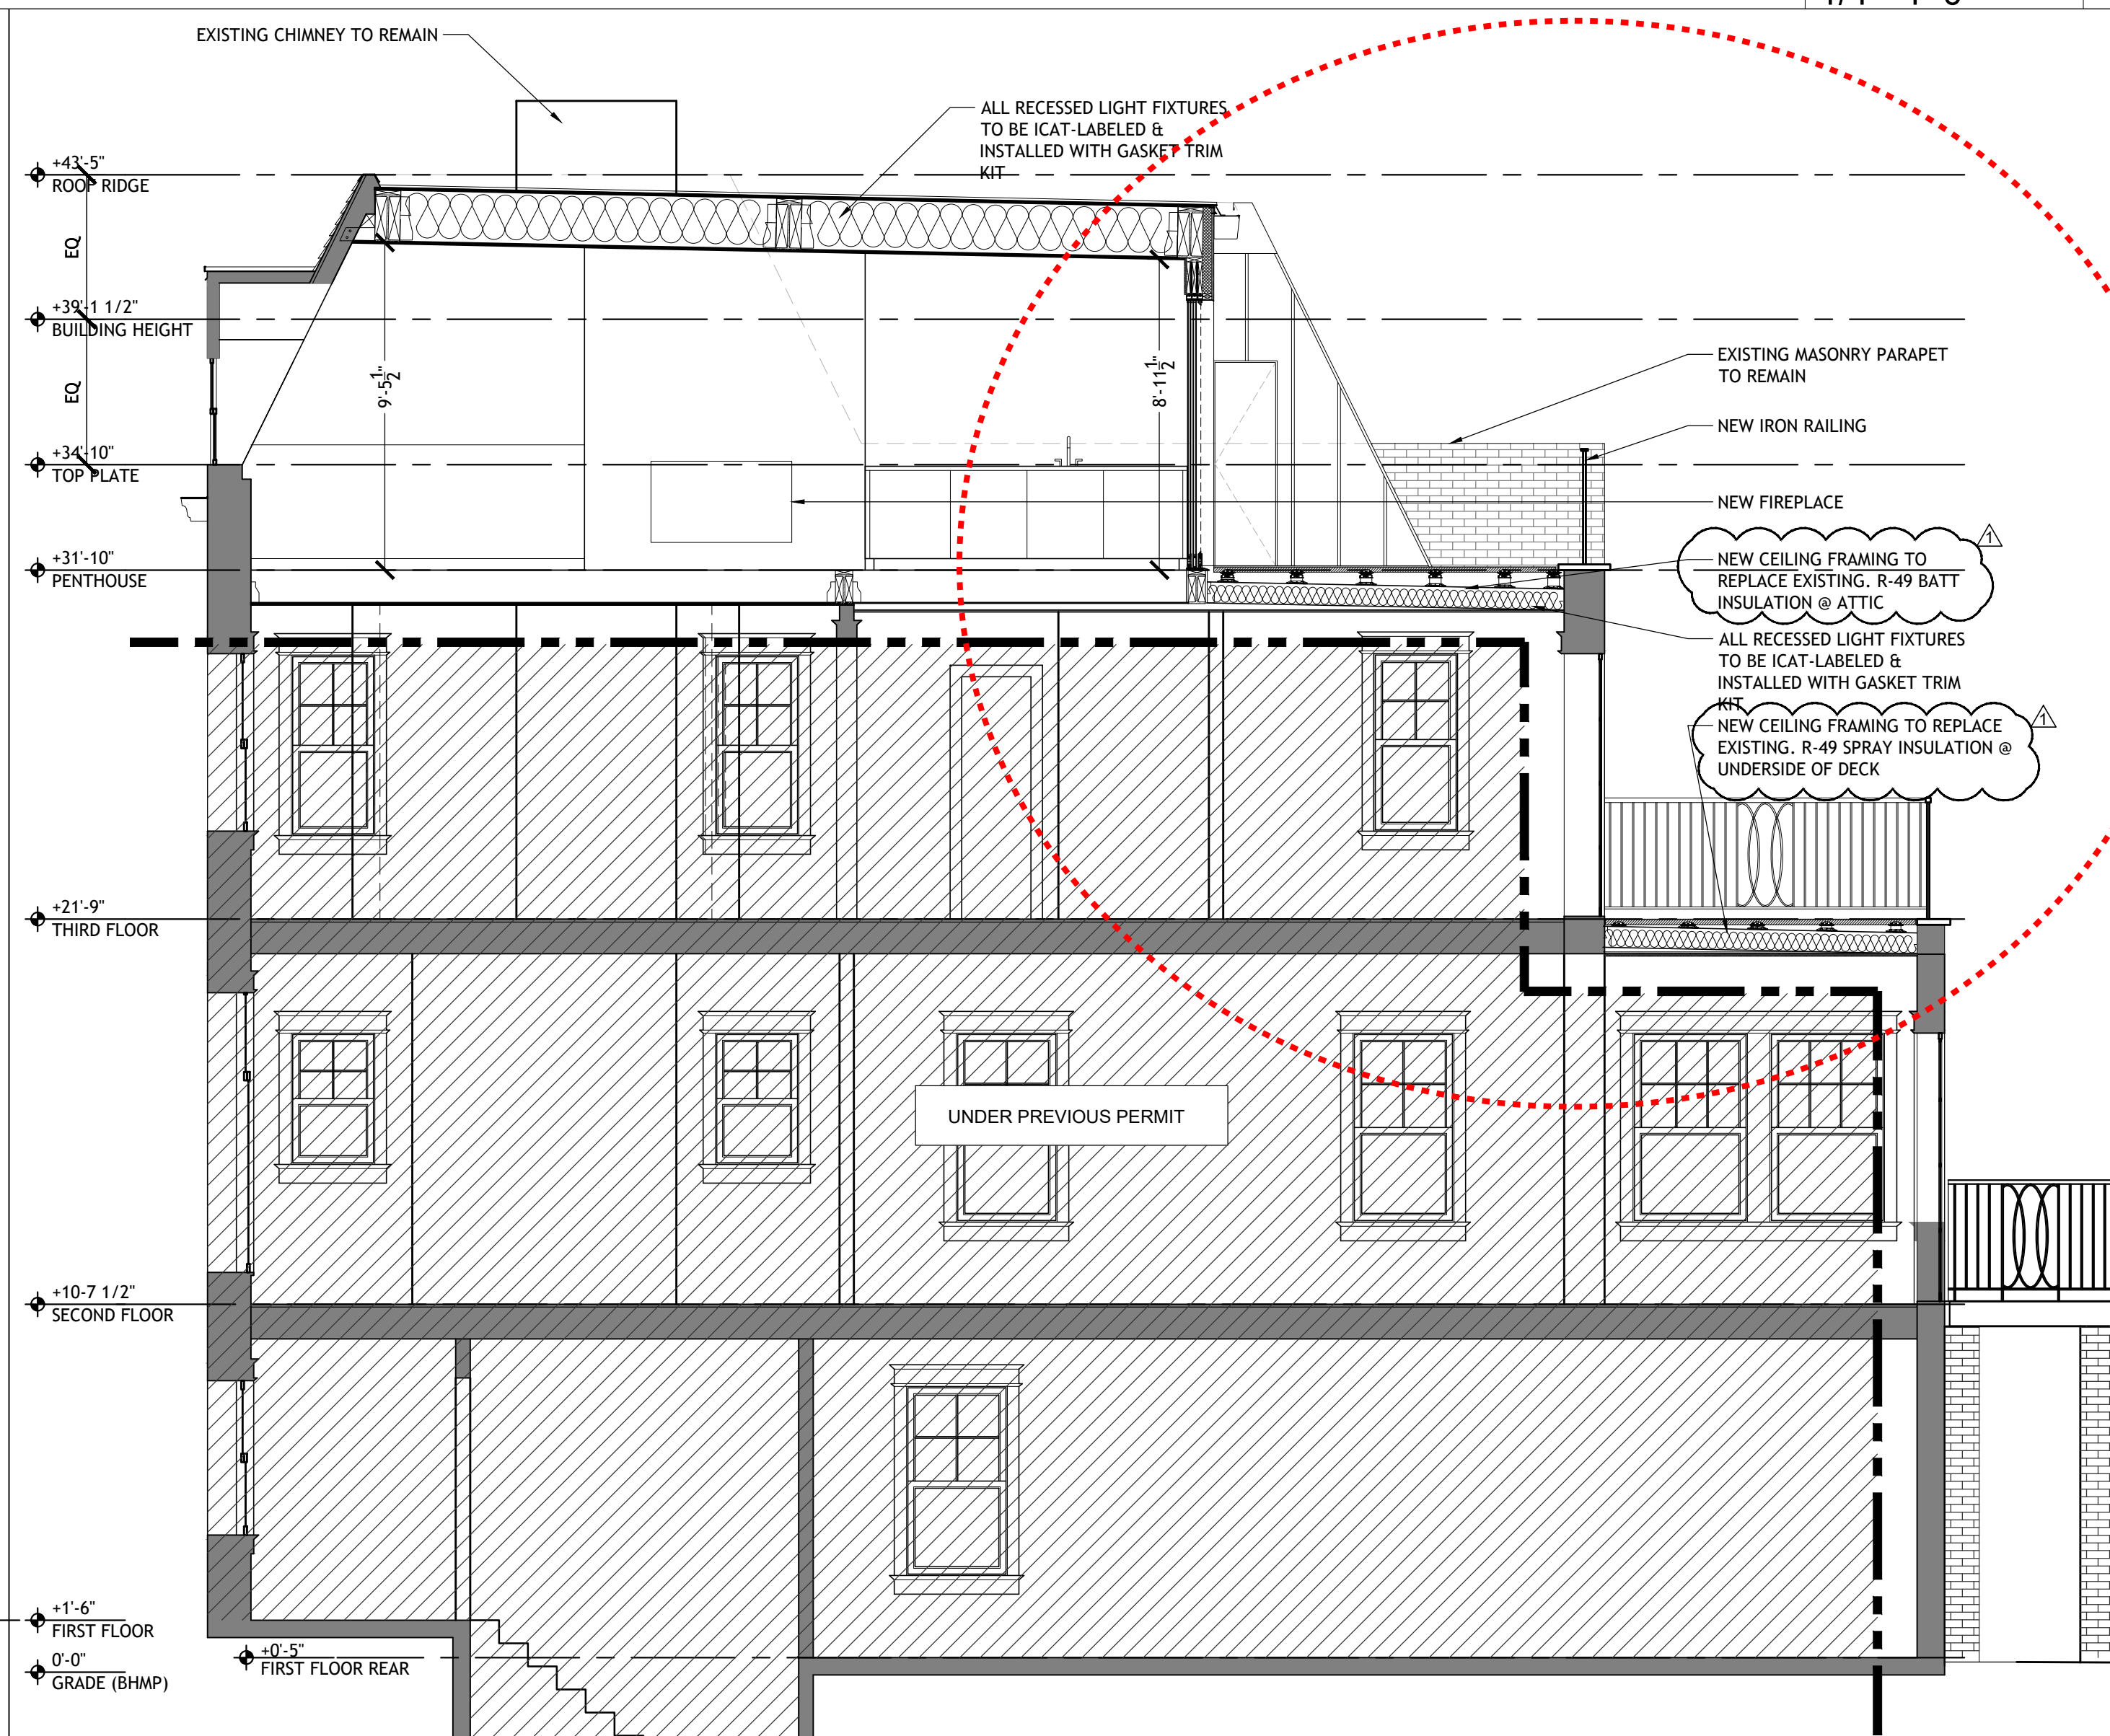 EXISTING CHIMNEY TO REMAIN
ALL RECESSED LIGHT FIXTURES
TO BE ICAT-LABELED &
INSTALLED WITH GASKET TRIM
KIT
+43'-5"
ROOF RIDGE
EQ
+39'-1 1/2"
BUILDING HEIGHT
EQ
+34'-10"
TOP PLATE
+31'-10"
PENTHOUSE
9'-5 1/2"
8'-11 1/2"
EXISTING MASONRY PARAPET
TO REMAIN
NEW IRON RAILING
NEW FIREPLACE
1
NEW CEILING FRAMING TO
REPLACE EXISTING. R-49 BATT
INSULATION @ ATTIC
ALL RECESSED LIGHT FIXTURES
TO BE ICAT-LABELED &
INSTALLED WITH GASKET TRIM
KIT
1
NEW CEILING FRAMING TO REPLACE
EXISTING. R-49 SPRAY INSULATION @
UNDERSIDE OF DECK
+21'-9"
THIRD FLOOR
UNDER PREVIOUS PERMIT
+10-7 1/2"
SECOND FLOOR
+1'-6"
FIRST FLOOR
+0'-5"
FIRST FLOOR REAR
0'-0"
GRADE (BHMP)